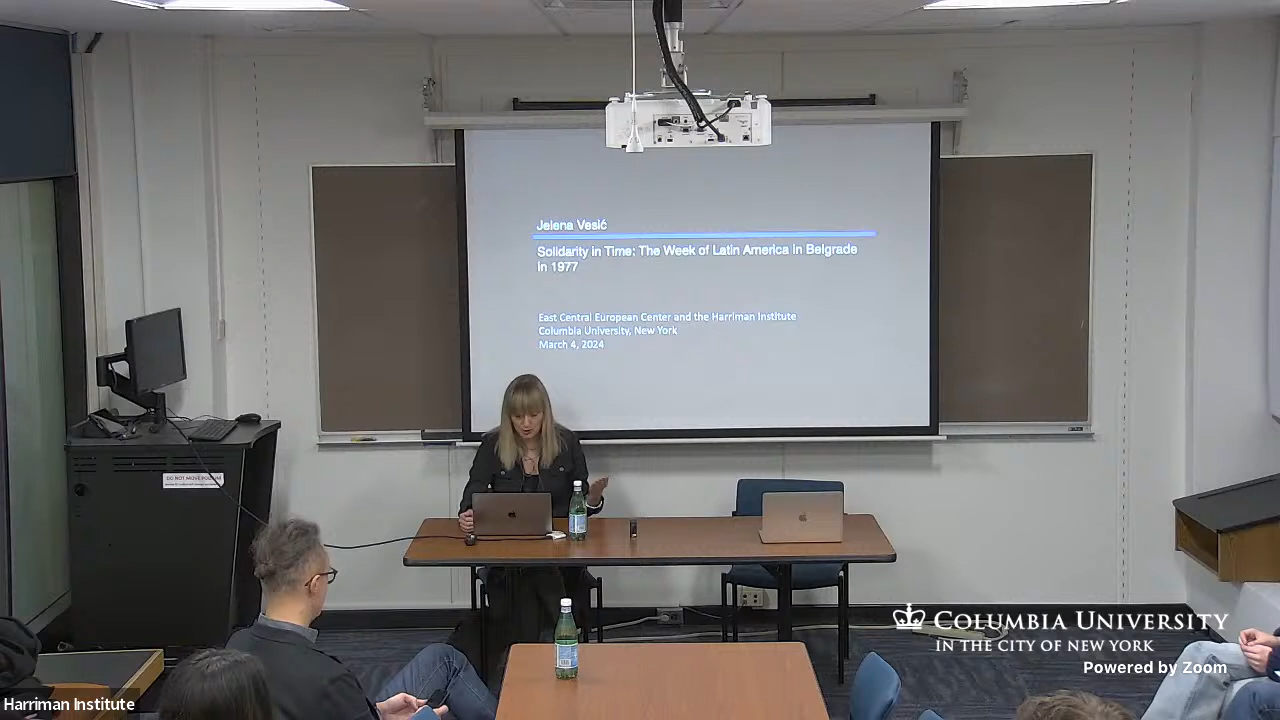 Jelena Vesić
Solidarity in Time: The Week of Latin America in Belgrade
in 1977
East Central European Center and the Harriman Institute
Columbia University, New York
March 4, 2024
DO NOT MOVE PODIUM
COLUMBIA UNIVERSITY
IN THE CITY OF NEW YORK
Powered by Zoom
Harriman Institute